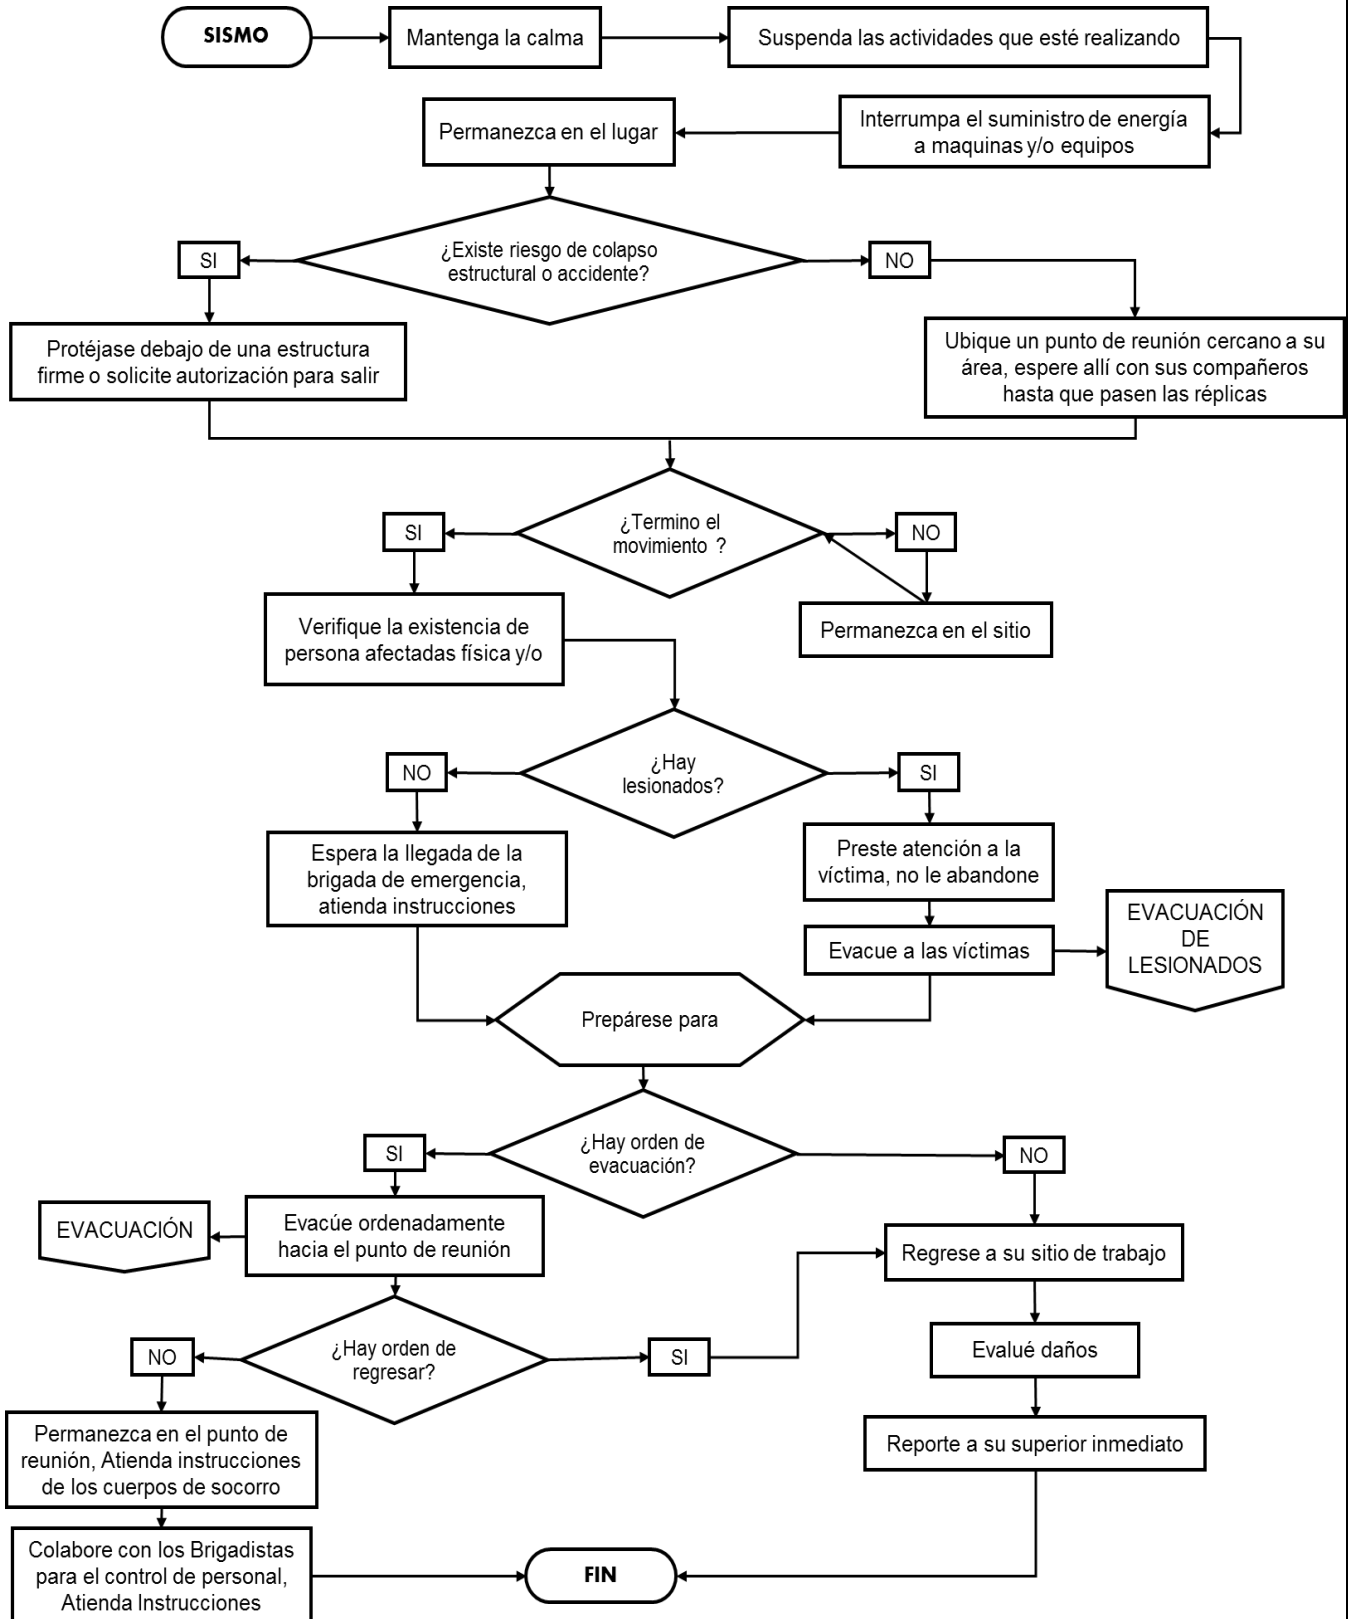 SISMO
Mantenga la calma
Suspenda las actividades que esté realizando
Interrumpa el suministro de energía
a maquinas y/o equipos
Permanezca en el lugar
¿Existe riesgo de colapso
estructural o accidente?
SI
NO
Protéjase debajo de una estructura
firme o solicite autorización para salir
Ubique un punto de reunión cercano a su
área, espere allí con sus compañeros
hasta que pasen las réplicas
¿Termino el
movimiento ?
SI
NO
Verifique la existencia de
persona afectadas física y/o
Permanezca en el sitio
¿Hay
lesionados?
NO
SI
Espera la llegada de la
brigada de emergencia,
atienda instrucciones
Preste atención a la
víctima, no le abandone
Evacue a las víctimas
EVACUACIÓN
DE
LESIONADOS
Prepárese para
¿Hay orden de
evacuación?
SI
NO
EVACUACIÓN
Evacúe ordenadamente
hacia el punto de reunión
Regrese a su sitio de trabajo
¿Hay orden de
regresar?
NO
SI
Evalué daños
Permanezca en el punto de
reunión, Atienda instrucciones
de los cuerpos de socorro
Reporte a su superior inmediato
Colabore con los Brigadistas
para el control de personal,
Atienda Instrucciones
FIN